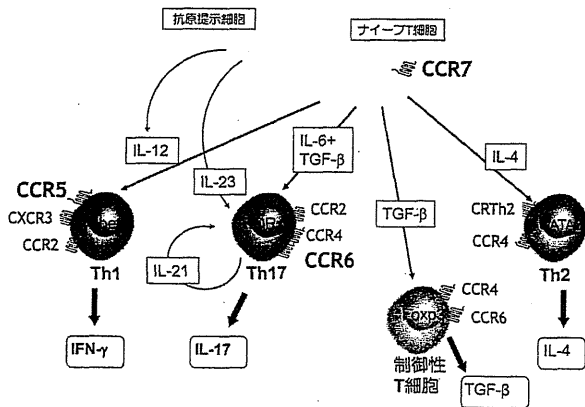 抗原提示細胞
ナイーブT細胞
CCR7
IL-12
IL-6+
TGF-β
IL-4
IL-23
CCR5
CXCR3
CCR2
Th1
CCR2
CCR4
CCR6
Th17
IL-21
TGF-β
CRTh2
CCR4
Th2
CCR4
CCR6
Foxp3
制御性
T細胞
IFN-γ
IL-17
IL-4
TGF-β